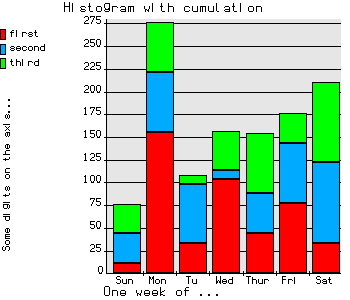 Histogram with cumulation
first
second
third
Some digits on the axis...
275
250
225
200
175
150
125
100
75
50
25
0
Sun Mon Tu Wed Thur Fri Sat
One week of ...